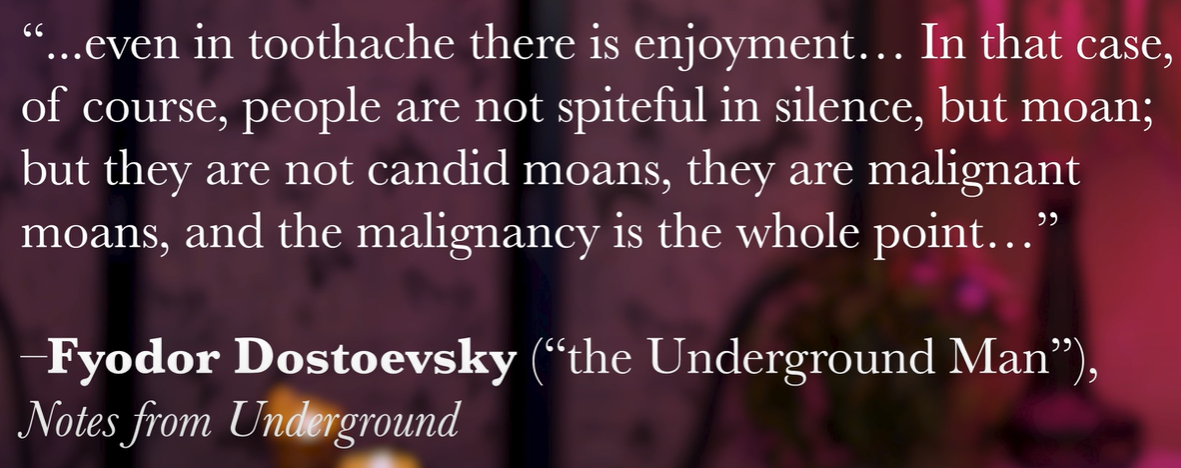 “...even in toothache there is enjoyment… In that case,
of course, people are not spiteful in silence, but moan;
but they are not candid moans, they are malignant
moans, and the malignancy is the whole point…”
–Fyodor Dostoevsky (“the Underground Man”),
Notes from Underground